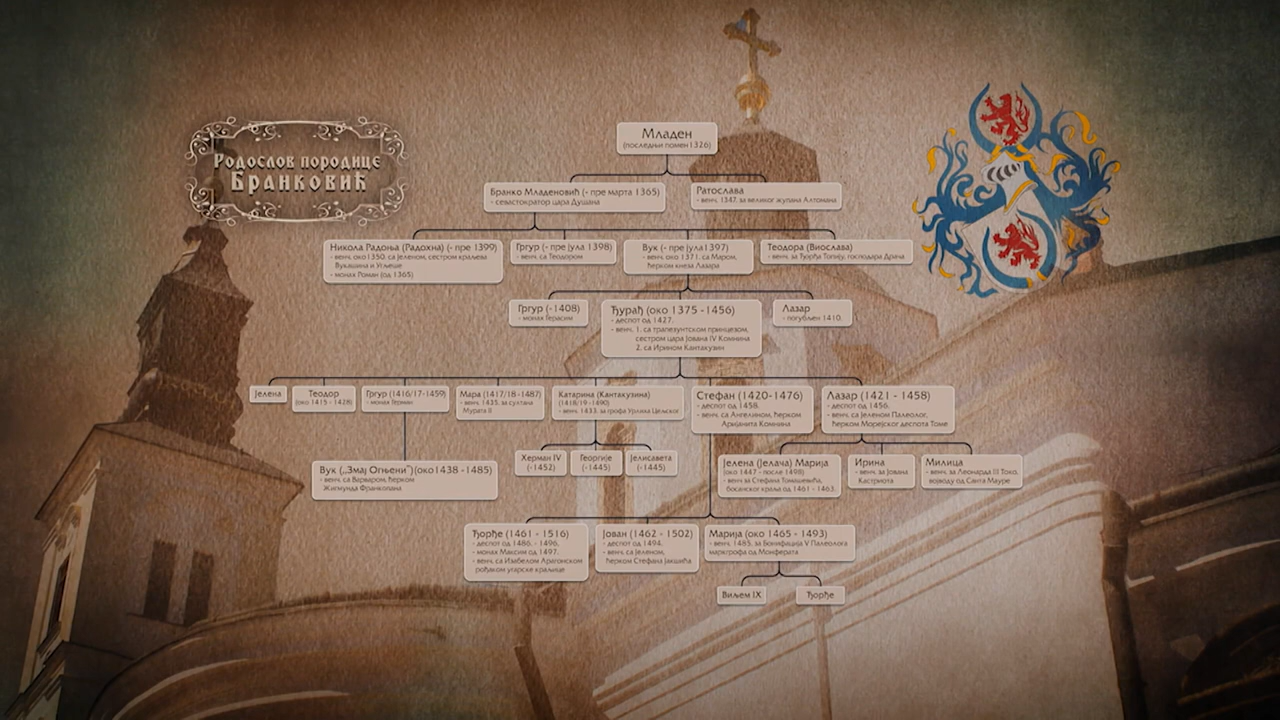 Родослов породице
Бранковић
Младен
(последњи помен 1326)
Бранко Младеновић (- пре марта 1365)
- севастократор цара Душана
Ратослава
- венч. 1347. за великог жупана Алтомана
Никола Радоња (Радохна) (- пре 1399)
- венч. око 1350. са Јеленом, сестром краљева
Вукашина и Угљеше
- монах Роман (од 1365)
Гргур (- пре јула 1398)
- венч. са Теодором
Вук (- пре јула 1397)
- венч. око 1371. са Маром,
ћерком кнеза Лазара
Теодора (Виослава)
- венч. за Ђорђа Топију, господара Драча
Гргур (-1408)
- монах Герасим
Ђурађ (око 1375 -1456)
- деспот од 1427.
- венч. 1. са трапезунтском принцезом,
сестром цара Јована IV Комнина
2. са Ирином Кантакузин
Лазар
- погубљен 1410.
Јелена
Теодор
(око 1415 - 1428)
Гргур (1416/17-1459)
- монах Герман
Мара (1417/18-1487)
- венч. 1435. за султана
Мурата II
Катарина (Кантакузина)
(1418/19 -1490)
- венч. 1433. за грофа Улриха Цељског
Стефан (1420-1476)
- деспот од 1458.
- венч. са Ангелином, ћерком
Аријанита Комнина
Лазар (1421 - 1458)
- деспот од 1456.
- венч. са Јеленом Палеолог,
ћерком Морејског деспота Томе
Вук („Змај Огњени”) (око1438 -1485)
- венч. са Варваром, ћерком
Жигмунда Франкопана
Херман IV
(-1452)
Георгије
(-1445)
Јелисавета
(-1445)
Јелена (Јелача) Марија
(око 1447 - после 1498)
- венч за Стефана Томашевића,
босанског краља од 1461 - 1463.
Ирина
- венч. за Јована
Кастриота
Милица
- венч. за Леонарда III Токо,
војводу од Санта Мауре
Ђорђе (1461 - 1516)
- деспот од 1486. - 1496.
- монах Максим од 1497.
- венч. са Изабелом Арагонском
рођаком угарске краљице
Јован (1462 - 1502)
- деспот од 1494.
- венч. са Јеленом,
ћерком Стефана Јакшића
Марија (око 1465 - 1493)
- венч. 1485. за Бонифација V Палеолога
маркгрофа од Монферата
Виљем IX
Ђорђе